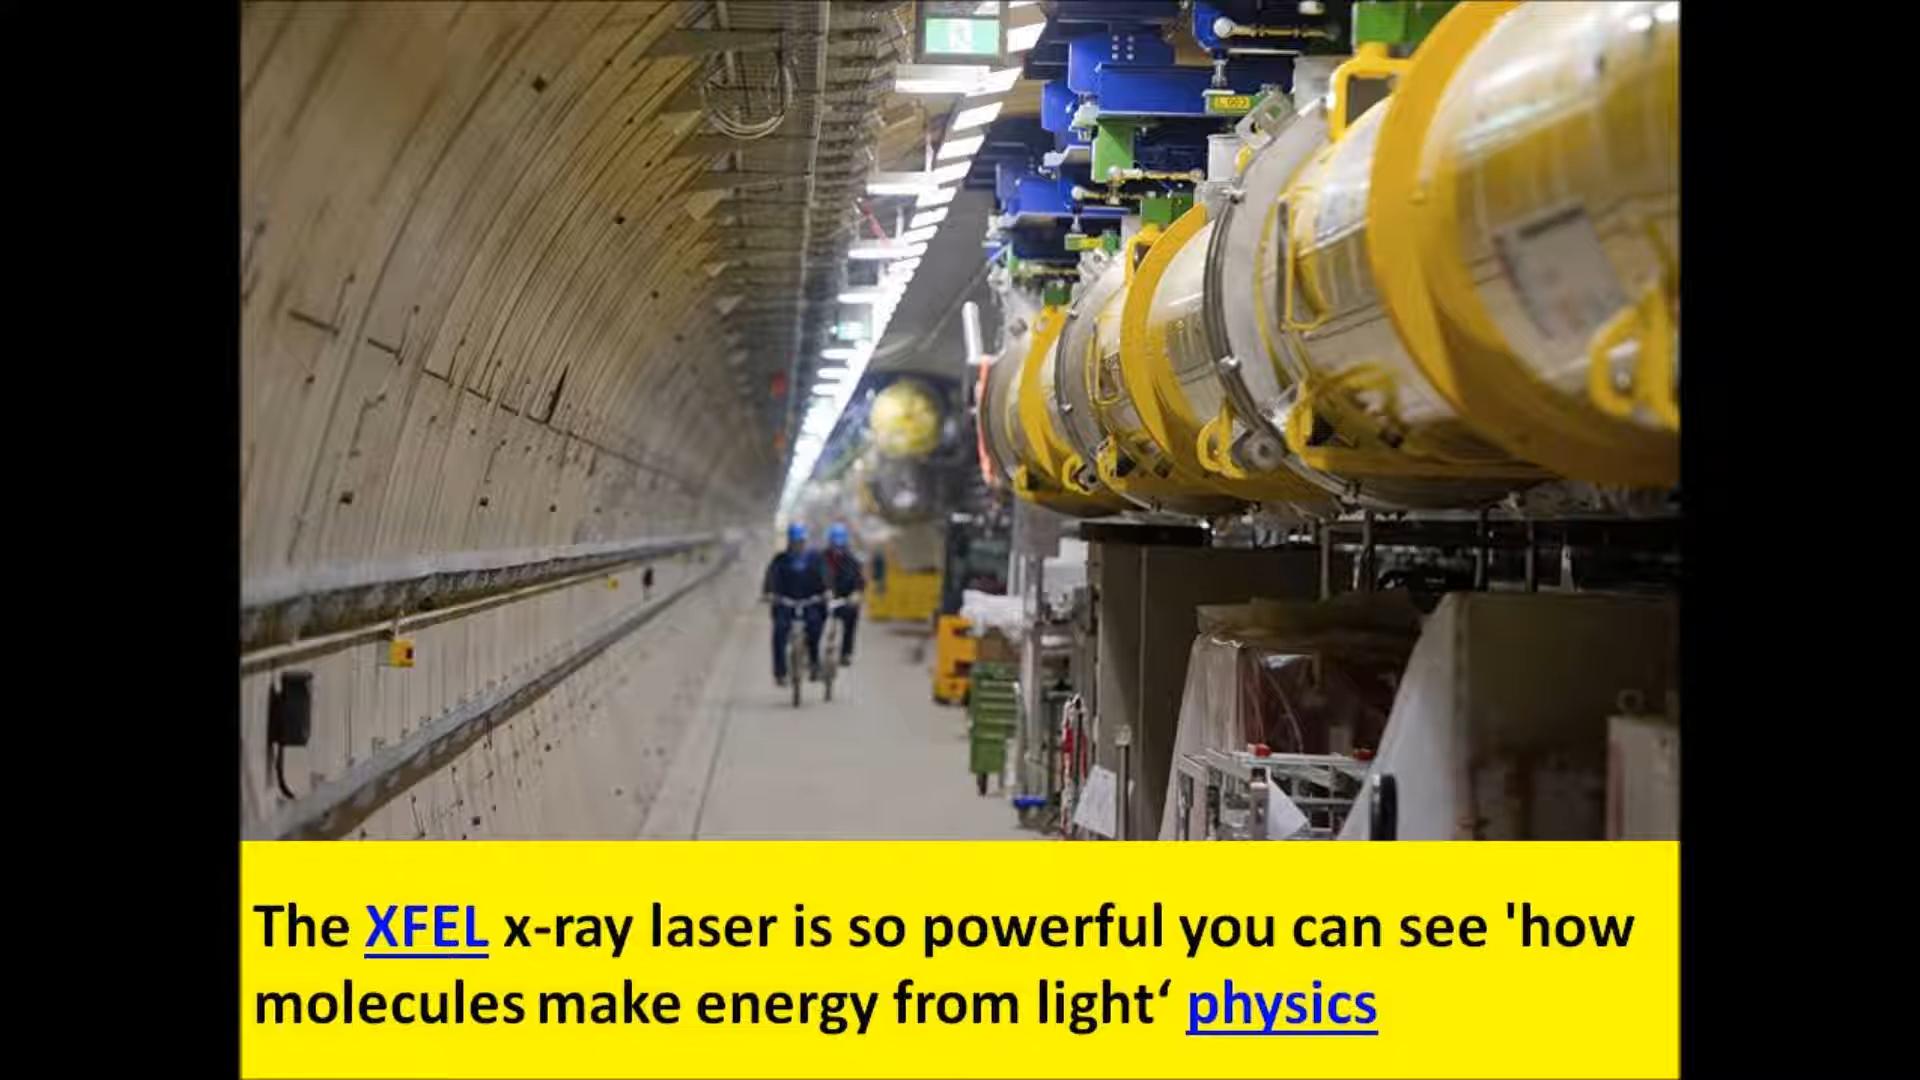 The XFEL x-ray laser is so powerful you can see 'how
molecules make energy from light‘ physics